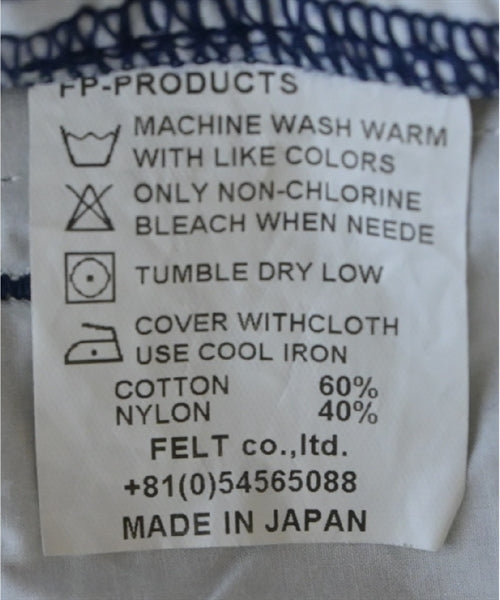 FP-PRODUCTS
MACHINE WASH WARM
WITH LIKE COLORS
ONLY NON-CHLORINE
BLEACH WHEN NEEDE
TUMBLE DRY LOW
COVER WITHCLOTH
USE COOL IRON
COTTON 60%
NYLON 40%
FELT co.,ltd.
+81(0)54565088
MADE IN JAPAN